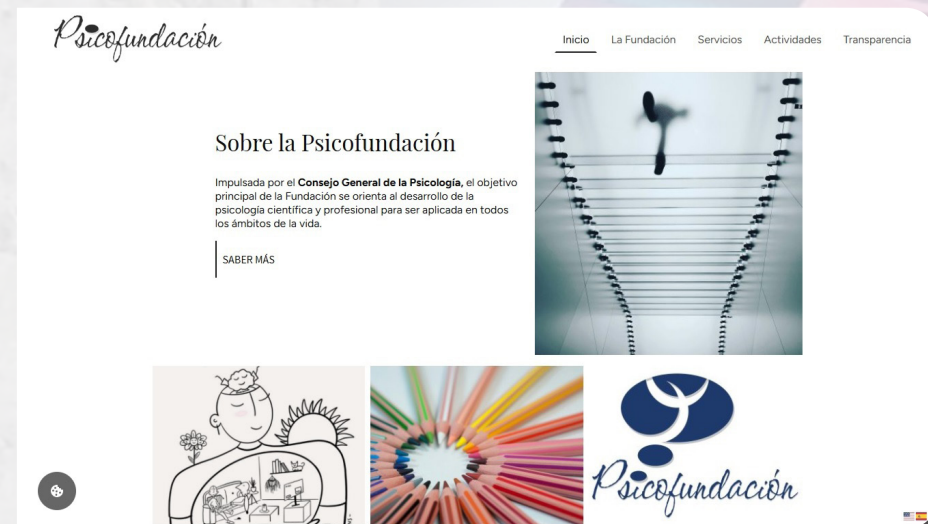 Psicofundación
Inicio
La Fundación
Servicios
Actividades
Transparencia
Sobre la Psicofundación
Impulsada por el Consejo General de la Psicología, el objetivo
principal de la Fundación se orienta al desarrollo de la
psicología científica y profesional para ser aplicada en todos
los ámbitos de la vida.
SABER MÁS
Psicofundación